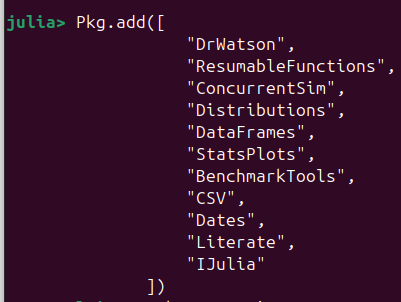 julia> Pkg.add([
"DrWatson",
"ResumableFunctions",
"ConcurrentSim",
"Distributions",
"DataFrames",
"StatsPlots",
"BenchmarkTools",
"CSV",
"Dates",
"Literate",
"IJulia"
])